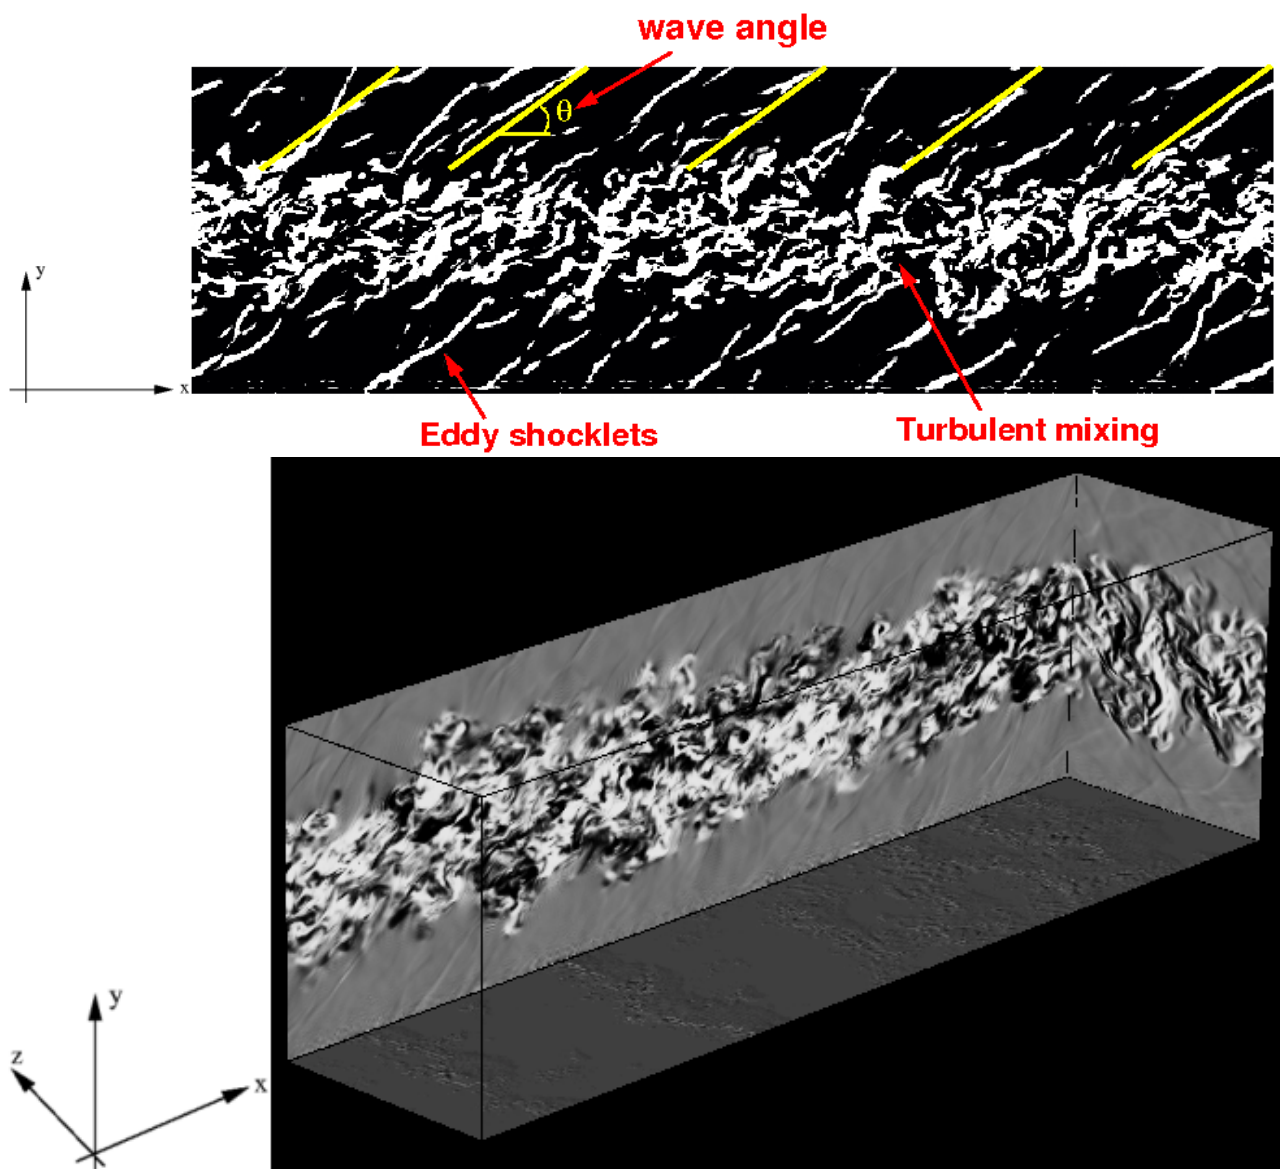 wave angle
θ
y
x
Eddy shocklets
Turbulent mixing
y
z
x